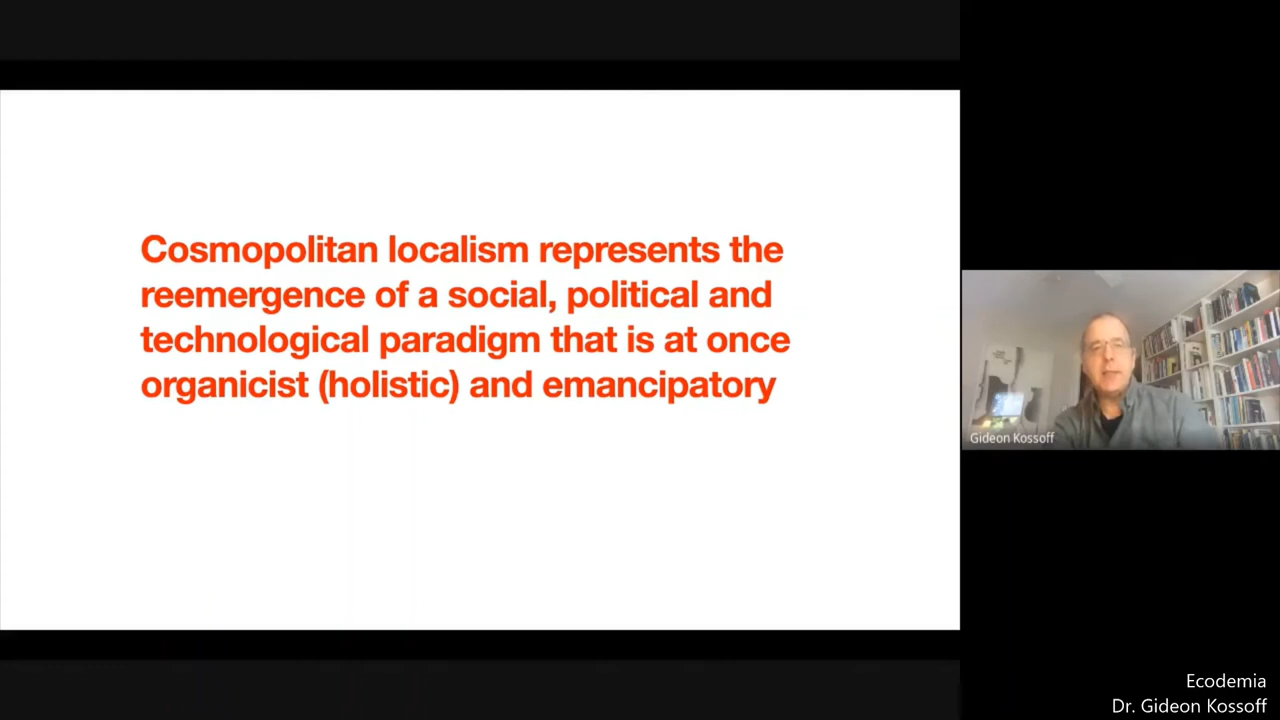 Cosmopolitan localism represents the
reemergence of a social, political and
technological paradigm that is at once
organicist (holistic) and emancipatory
Gideon Kossoff
Ecodemia
Dr. Gideon Kossoff